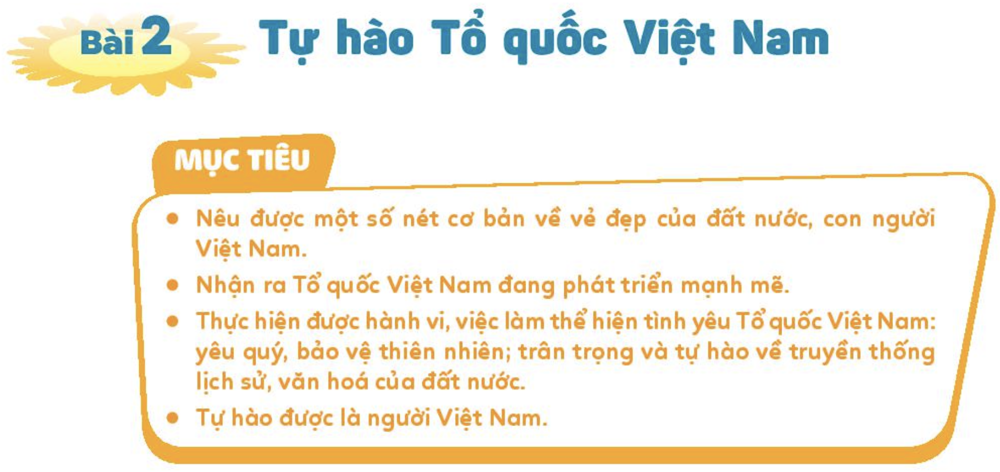 Bài 2 Tự hào Tổ quốc Việt Nam
MỤC TIÊU
• Nêu được một số nét cơ bản về vẻ đẹp của đất nước, con người
Việt Nam.
• Nhận ra Tổ quốc Việt Nam đang phát triển mạnh mẽ.
• Thực hiện được hành vi, việc làm thể hiện tình yêu Tổ quốc Việt Nam:
yêu quý, bảo vệ thiên nhiên; trân trọng và tự hào về truyền thống
lịch sử, văn hoá của đất nước.
• Tự hào được là người Việt Nam.